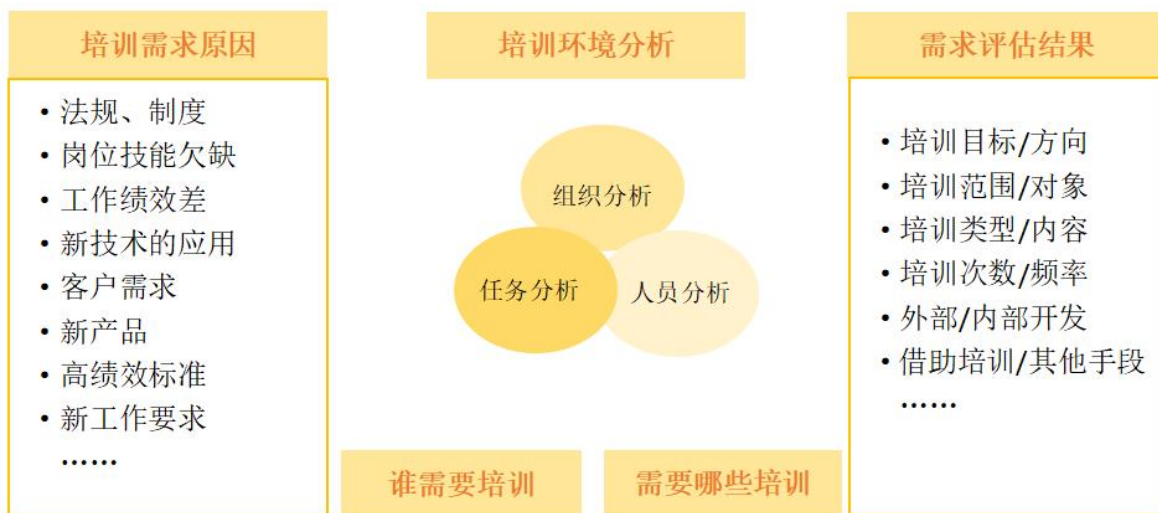 培训需求原因
• 法规、制度
• 岗位技能欠缺
• 工作绩效差
• 新技术的应用
• 客户需求
• 新产品
• 高绩效标准
• 新工作要求
……
培训环境分析
组织分析
任务分析
人员分析
谁需要培训
需要哪些培训
需求评估结果
• 培训目标/方向
• 培训范围/对象
• 培训类型/内容
• 培训次数/频率
• 外部/内部开发
• 借助培训/其他手段
……